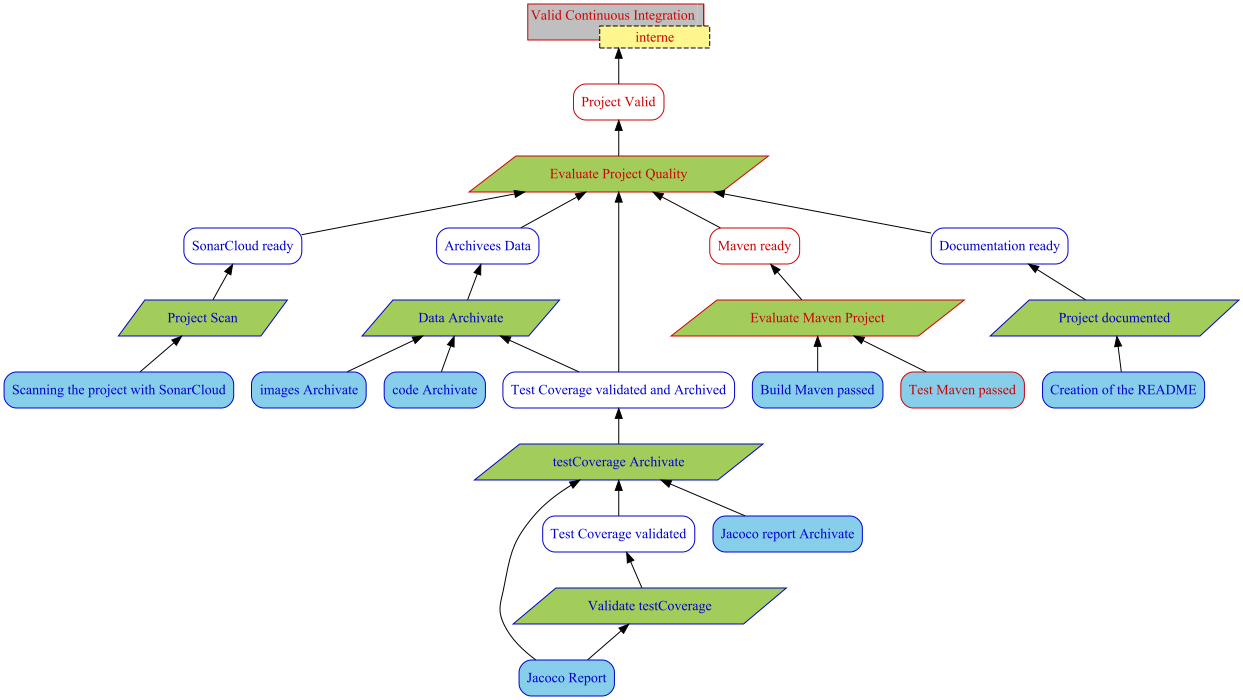 Valid Continuous Integration
interne
Project Valid
Evaluate Project Quality
SonarCloud ready
Archivees Data
Maven ready
Documentation ready
Project Scan
Data Archivate
Evaluate Maven Project
Project documented
Scanning the project with SonarCloud
images Archivate
code Archivate
Test Coverage validated and Archived
Build Maven passed
Test Maven passed
Creation of the README
testCoverage Archivate
Test Coverage validated
Jacoco report Archivate
Validate testCoverage
Jacoco Report